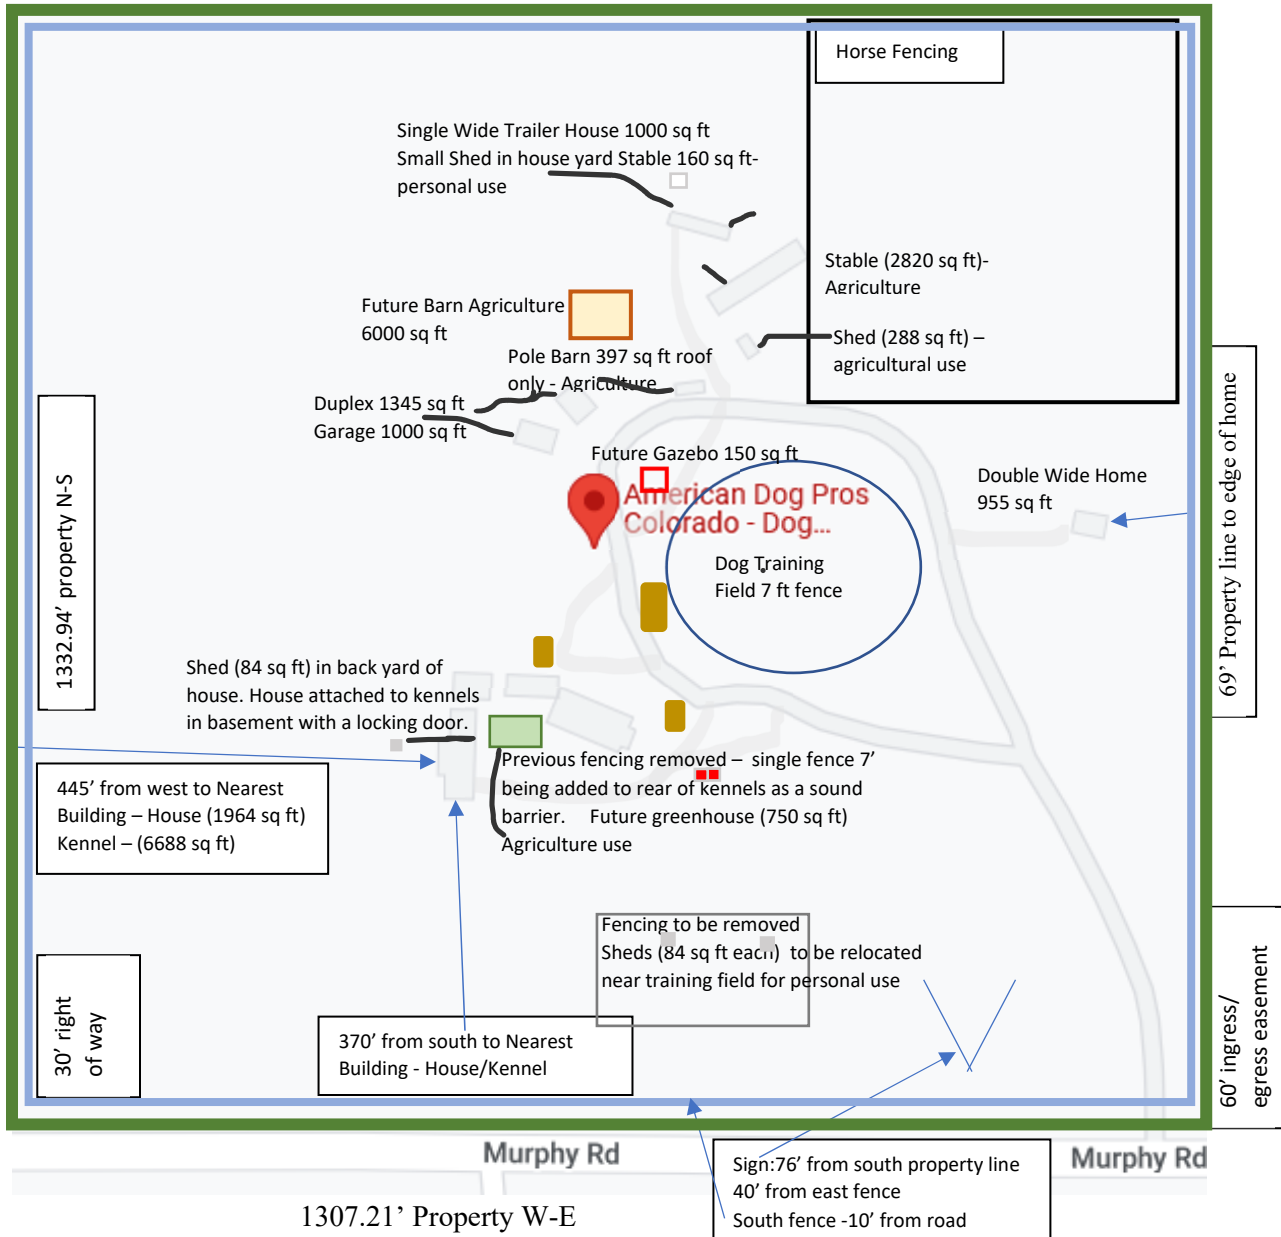 Horse Fencing
Single Wide Trailer House 1000 sq ft
Small Shed in house yard Stable 160 sq ft-
personal use
Stable (2820 sq ft)-
Agriculture
Future Barn Agriculture
6000 sq ft
Shed (288 sq ft) –
agricultural use
Pole Barn 397 sq ft roof
only - Agriculture
Duplex 1345 sq ft
Garage 1000 sq ft
Future Gazebo 150 sq ft
American Dog Pros
Colorado - Dog...
Double Wide Home
955 sq ft
69’ Property line to edge of home
1332.94’ property N-S
Dog Training
Field 7 ft fence
Shed (84 sq ft) in back yard of
house. House attached to kennels
in basement with a locking door.
Previous fencing removed – single fence 7’
being added to rear of kennels as a sound
barrier. Future greenhouse (750 sq ft)
Agriculture use
445’ from west to Nearest
Building – House (1964 sq ft)
Kennel – (6688 sq ft)
Fencing to be removed
Sheds (84 sq ft each) to be relocated
near training field for personal use
30’ right
of way
370’ from south to Nearest
Building - House/Kennel
60’ ingress/
egress easement
Murphy Rd
Murphy Rd
Sign:76’ from south property line
40’ from east fence
South fence -10’ from road
1307.21’ Property W-E